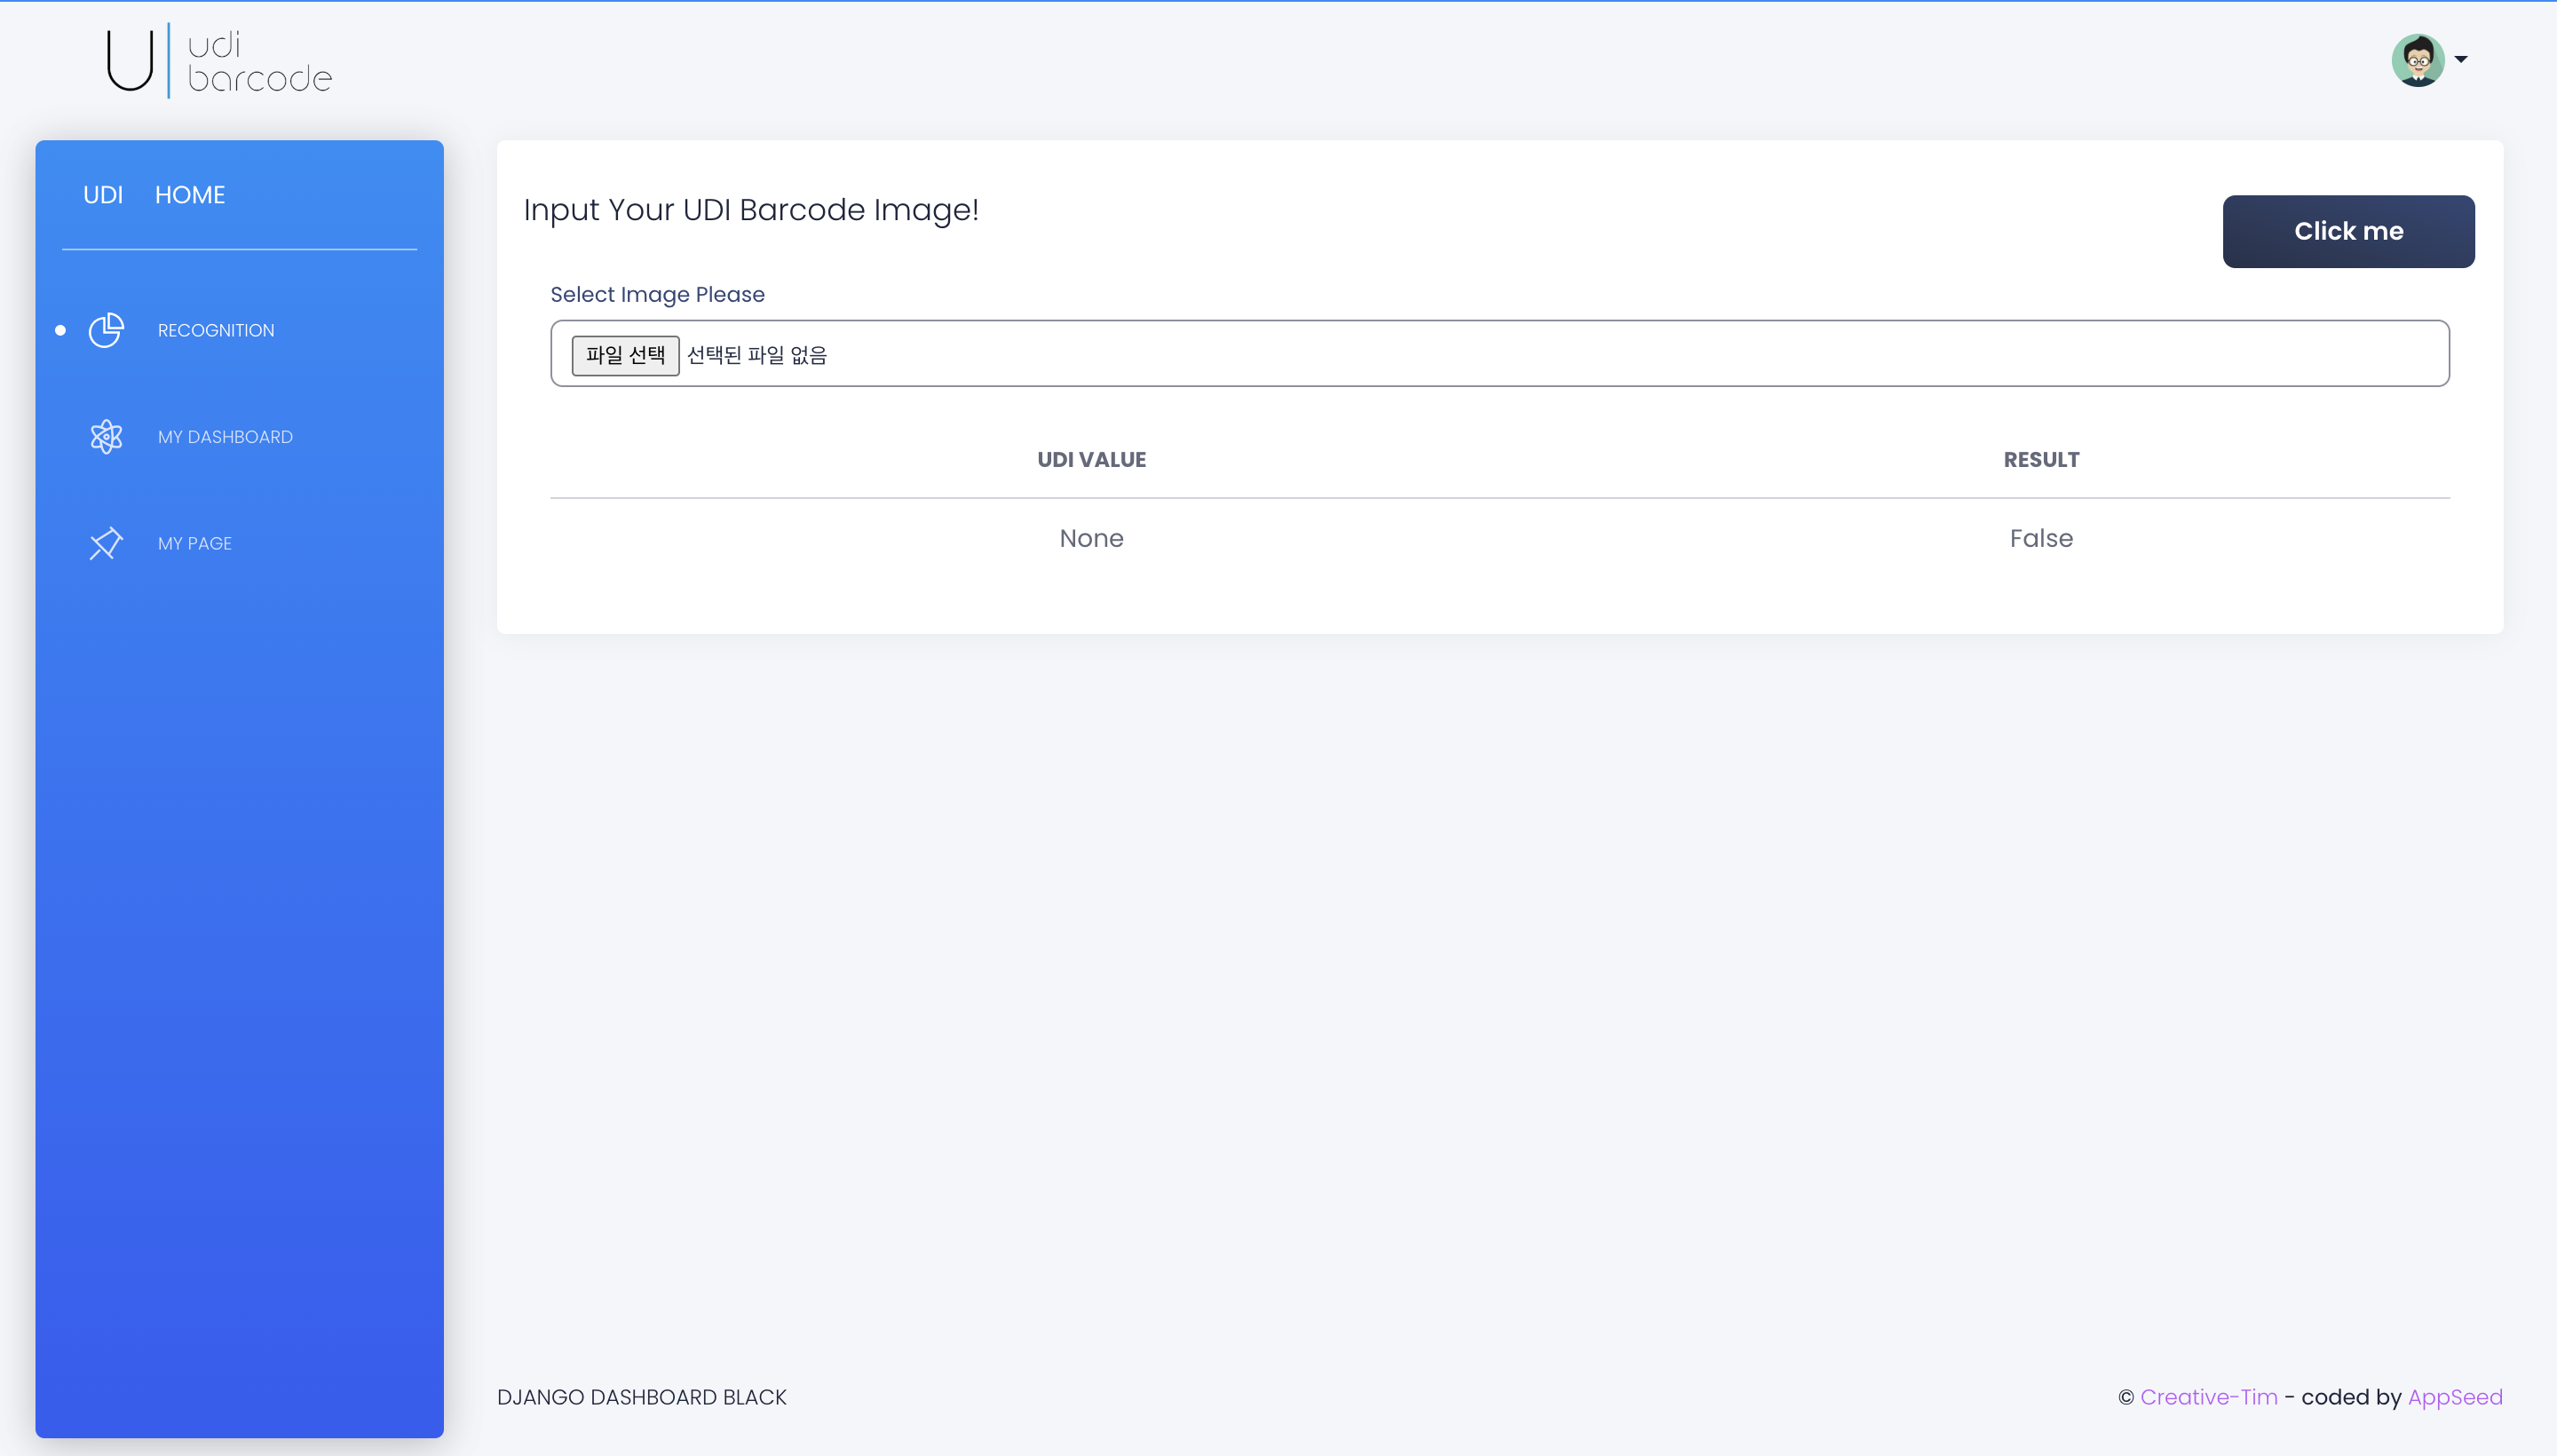 U udi
barcode
UDI HOME
RECOGNITION
MY DASHBOARD
MY PAGE
Input Your UDI Barcode Image!
Click me
Select Image Please
파일 선택 선택된 파일 없음
UDI VALUE RESULT
None False
DJANGO DASHBOARD BLACK
© Creative-Tim - coded by AppSeed